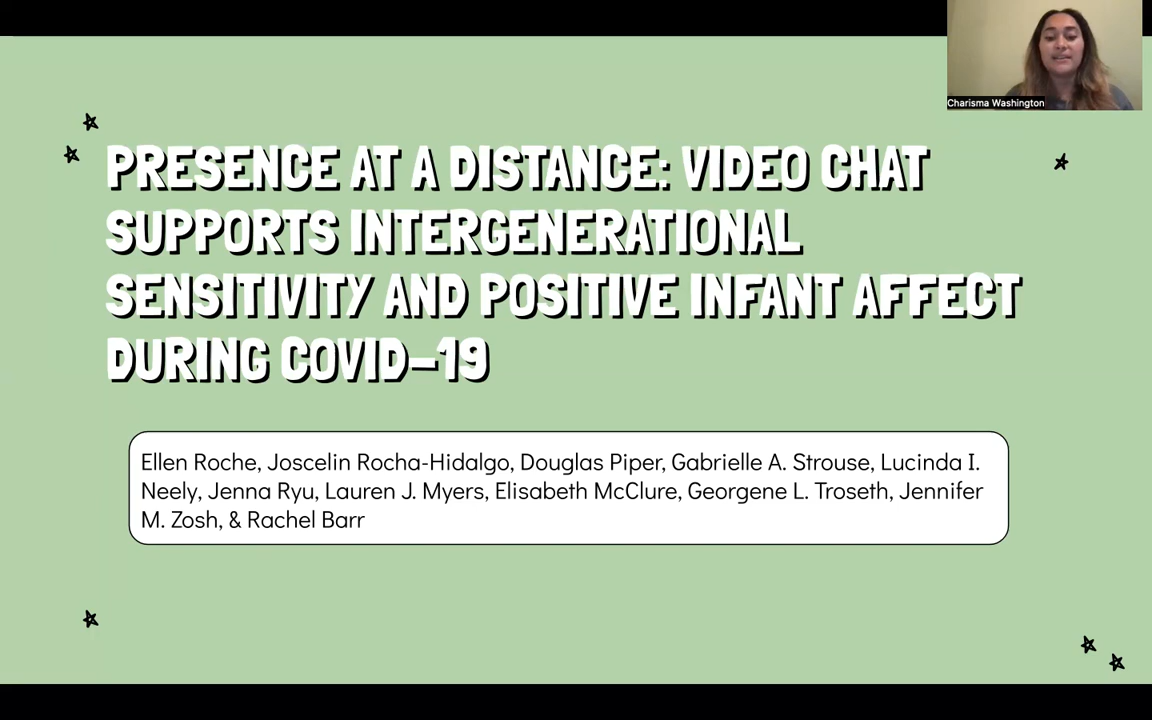 Charisma Washington
PRESENCE AT A DISTANCE: VIDEO CHAT
SUPPORTS INTERGENERATIONAL
SENSITIVITY AND POSITIVE INFANT AFFECT
DURING COVID-19
Ellen Roche, Joscelin Rocha-Hidalgo, Douglas Piper, Gabrielle A. Strouse, Lucinda I.
Neely, Jenna Ryu, Lauren J. Myers, Elisabeth McClure, Georgene L. Troseth, Jennifer
M. Zosh, & Rachel Barr